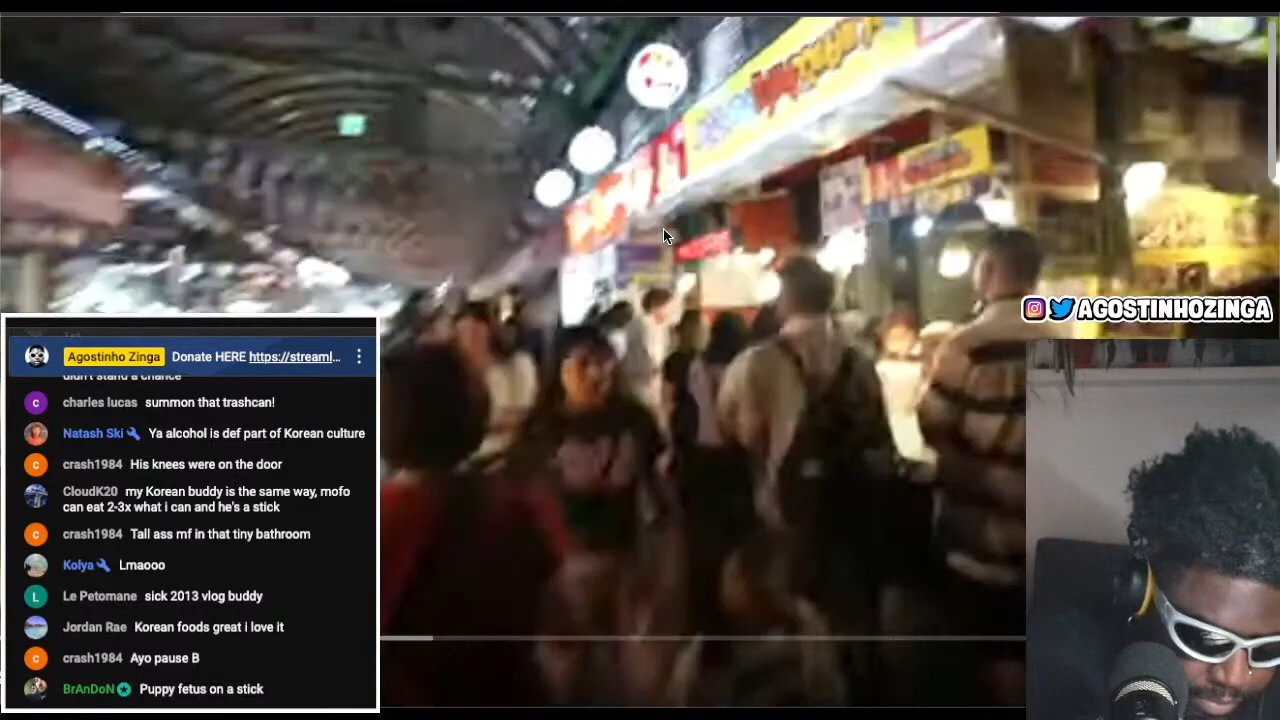 Agostinho Zinga Donate HERE https://streaml...
didn't stand a chance
charles lucas summon that trashcan!
Natash Ski Ya alcohol is def part of Korean culture
crash1984 His knees were on the door
CloudK20 my Korean buddy is the same way, mofo
can eat 2-3x what i can and he's a stick
crash1984 Tall ass mf in that tiny bathroom
Kolya Lmaooo
Le Petomane sick 2013 vlog buddy
Jordan Rae Korean foods great i love it
crash1984 Ayo pause B
BrAnDoN Puppy fetus on a stick
AGOSTINHOZINGA